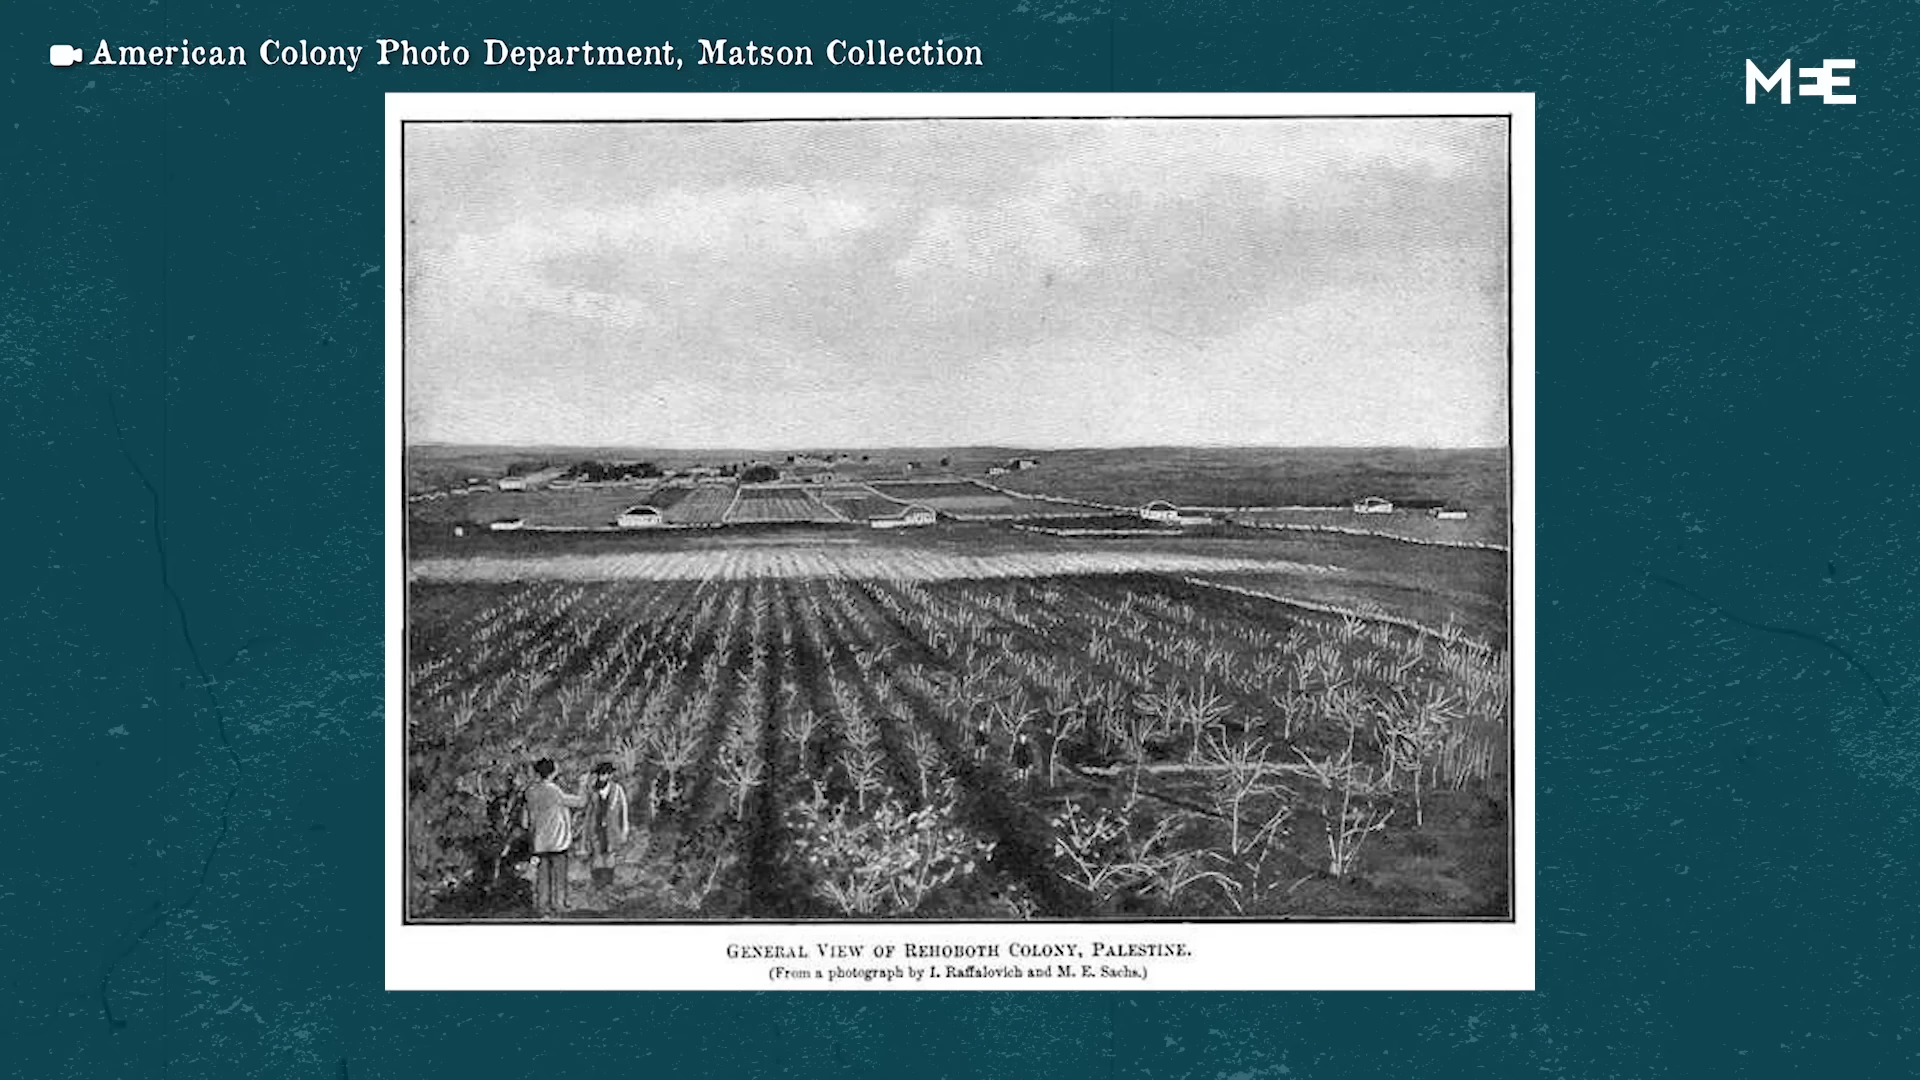 American Colony Photo Department, Matson Collection
MEE
GENERAL VIEW OF REHOBOTH COLONY, PALESTINE.
(From a photograph by I. Raffalovich and M. E. Sachs.)